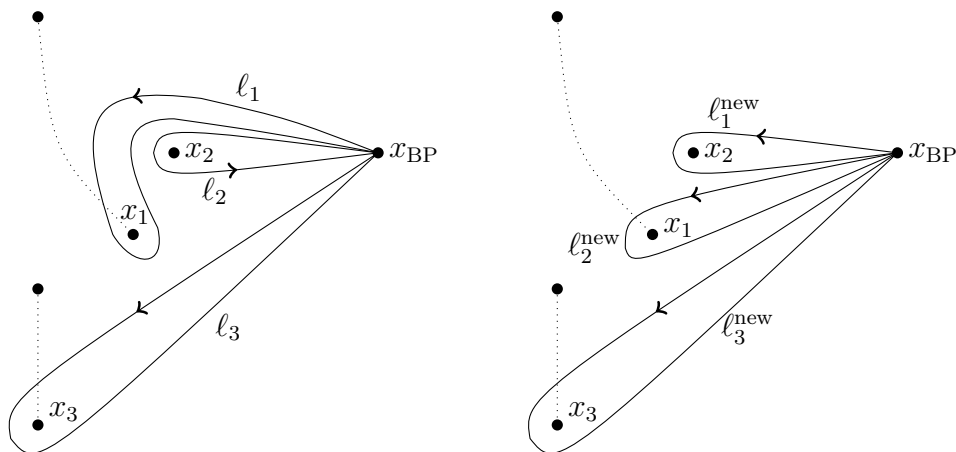 ℓ₁
x₂
x_BP
ℓ₂
x₁
ℓ₃
x₃
ℓ₁^new
x₂
x_BP
x₁
ℓ₂^new
ℓ₃^new
x₃